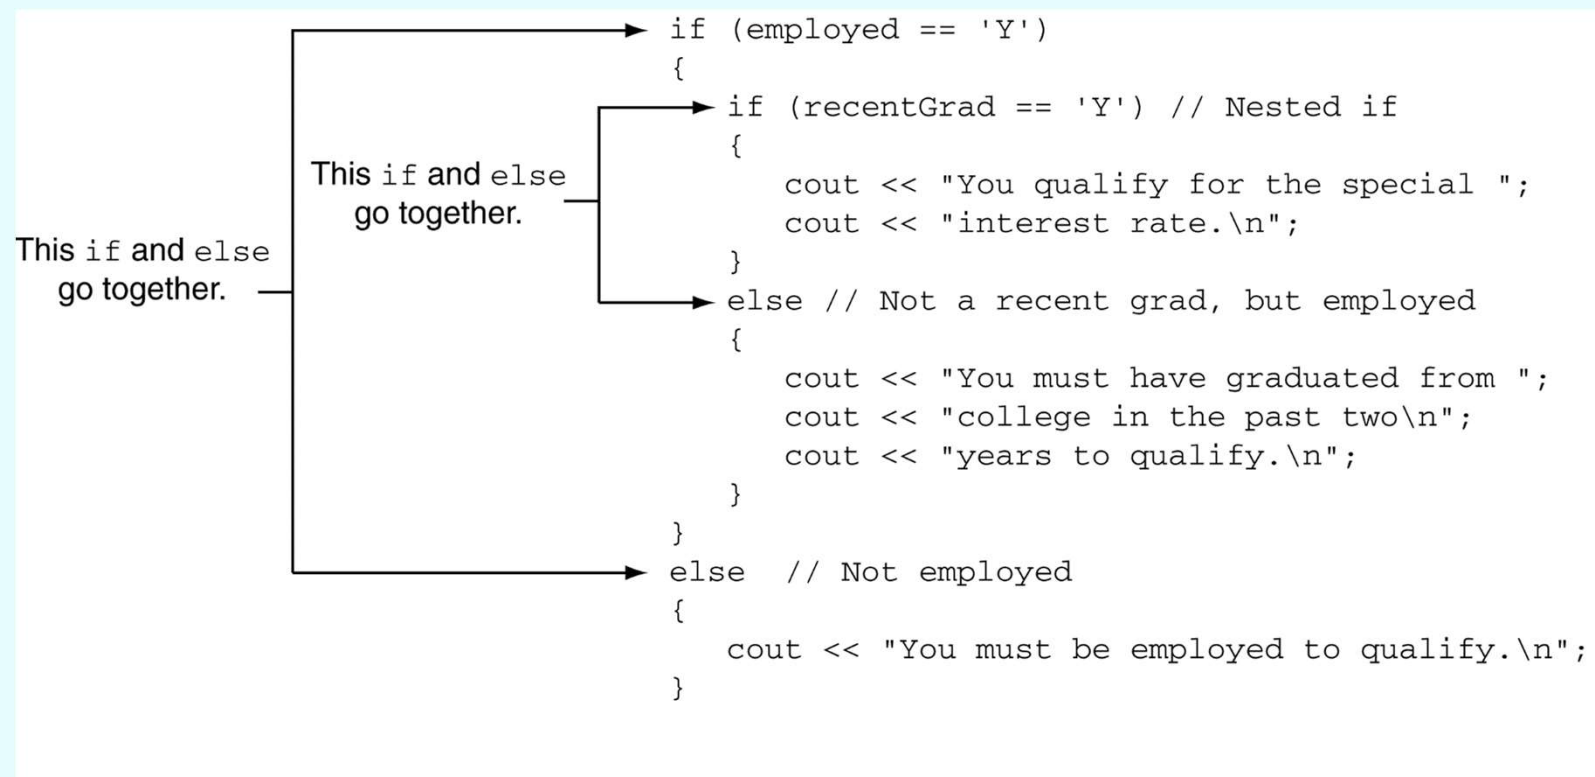 if (employed == 'Y')
{
if (recentGrad == 'Y') // Nested if
{
cout << "You qualify for the special ";
cout << "interest rate.\n";
}
else // Not a recent grad, but employed
{
cout << "You must have graduated from ";
cout << "college in the past two\n";
cout << "years to qualify.\n";
}
}
else // Not employed
{
cout << "You must be employed to qualify.\n";
}
This if and else
go together.
This if and else
go together.